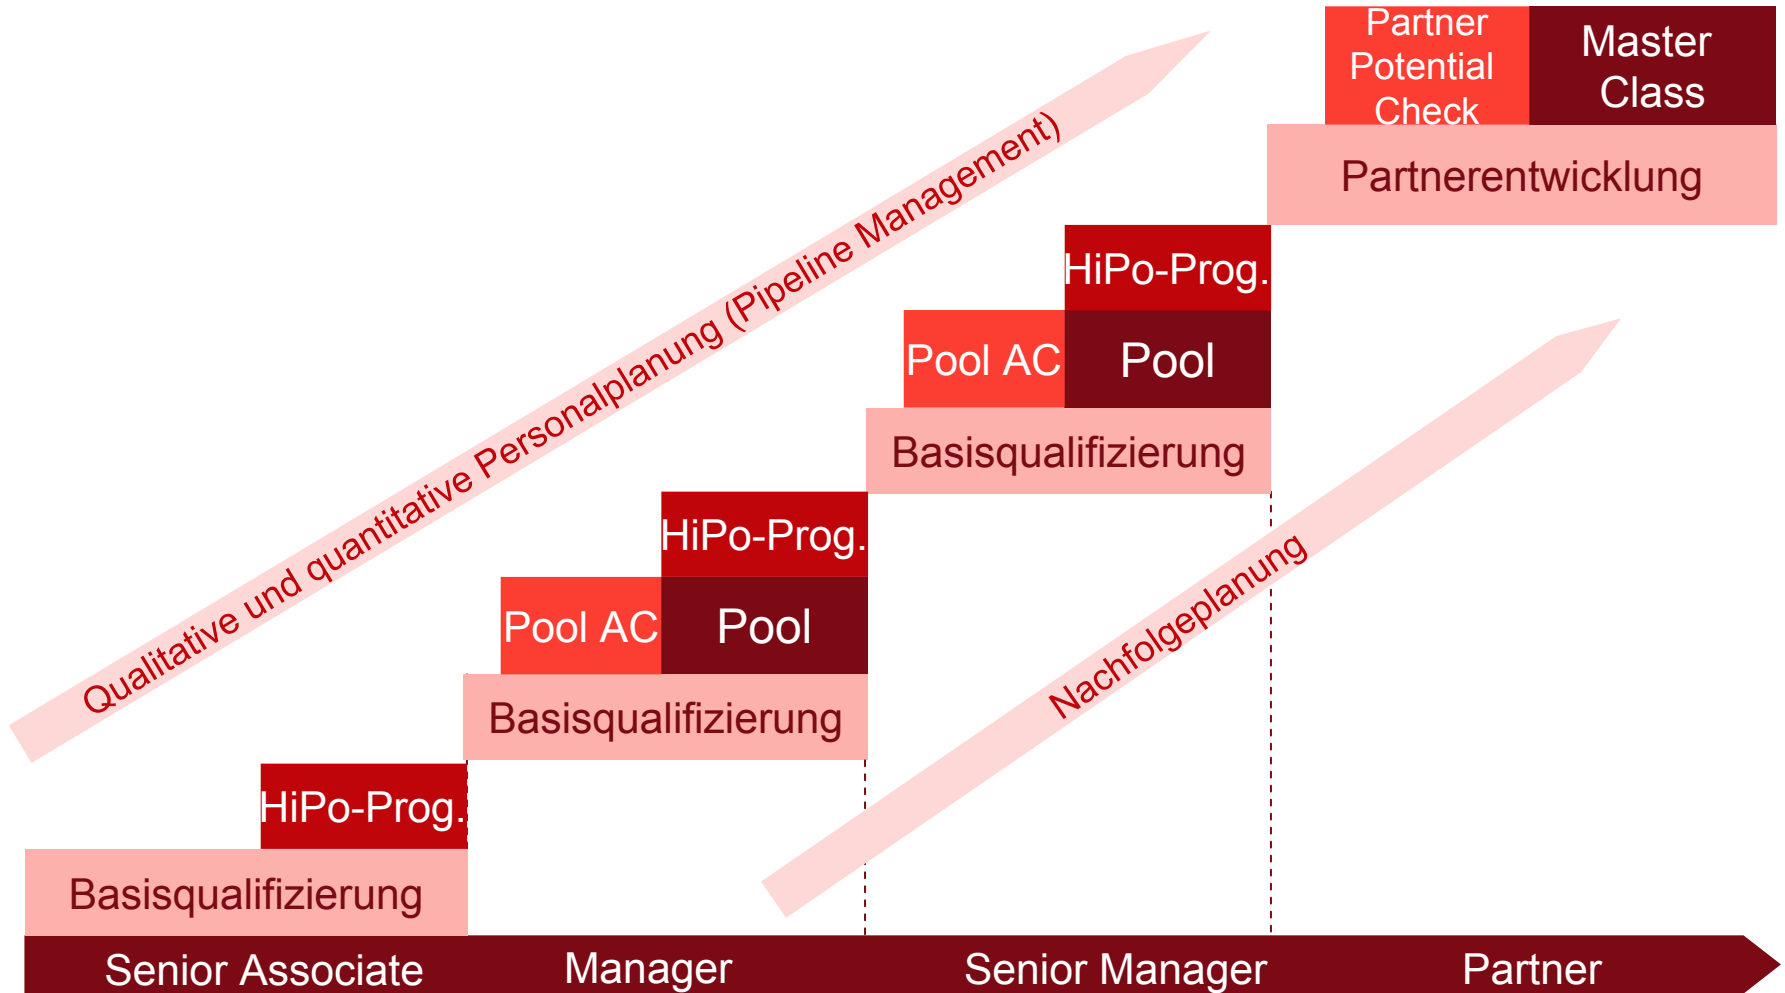 Partner
Potential
Check
Master
Class
Partnerentwicklung
Qualitative und quantitative Personalplanung (Pipeline Management)
HiPo-Prog.
Pool AC
Pool
Basisqualifizierung
Nachfolgeplanung
HiPo-Prog.
Pool AC
Pool
Basisqualifizierung
HiPo-Prog.
Basisqualifizierung
Senior Associate
Manager
Senior Manager
Partner